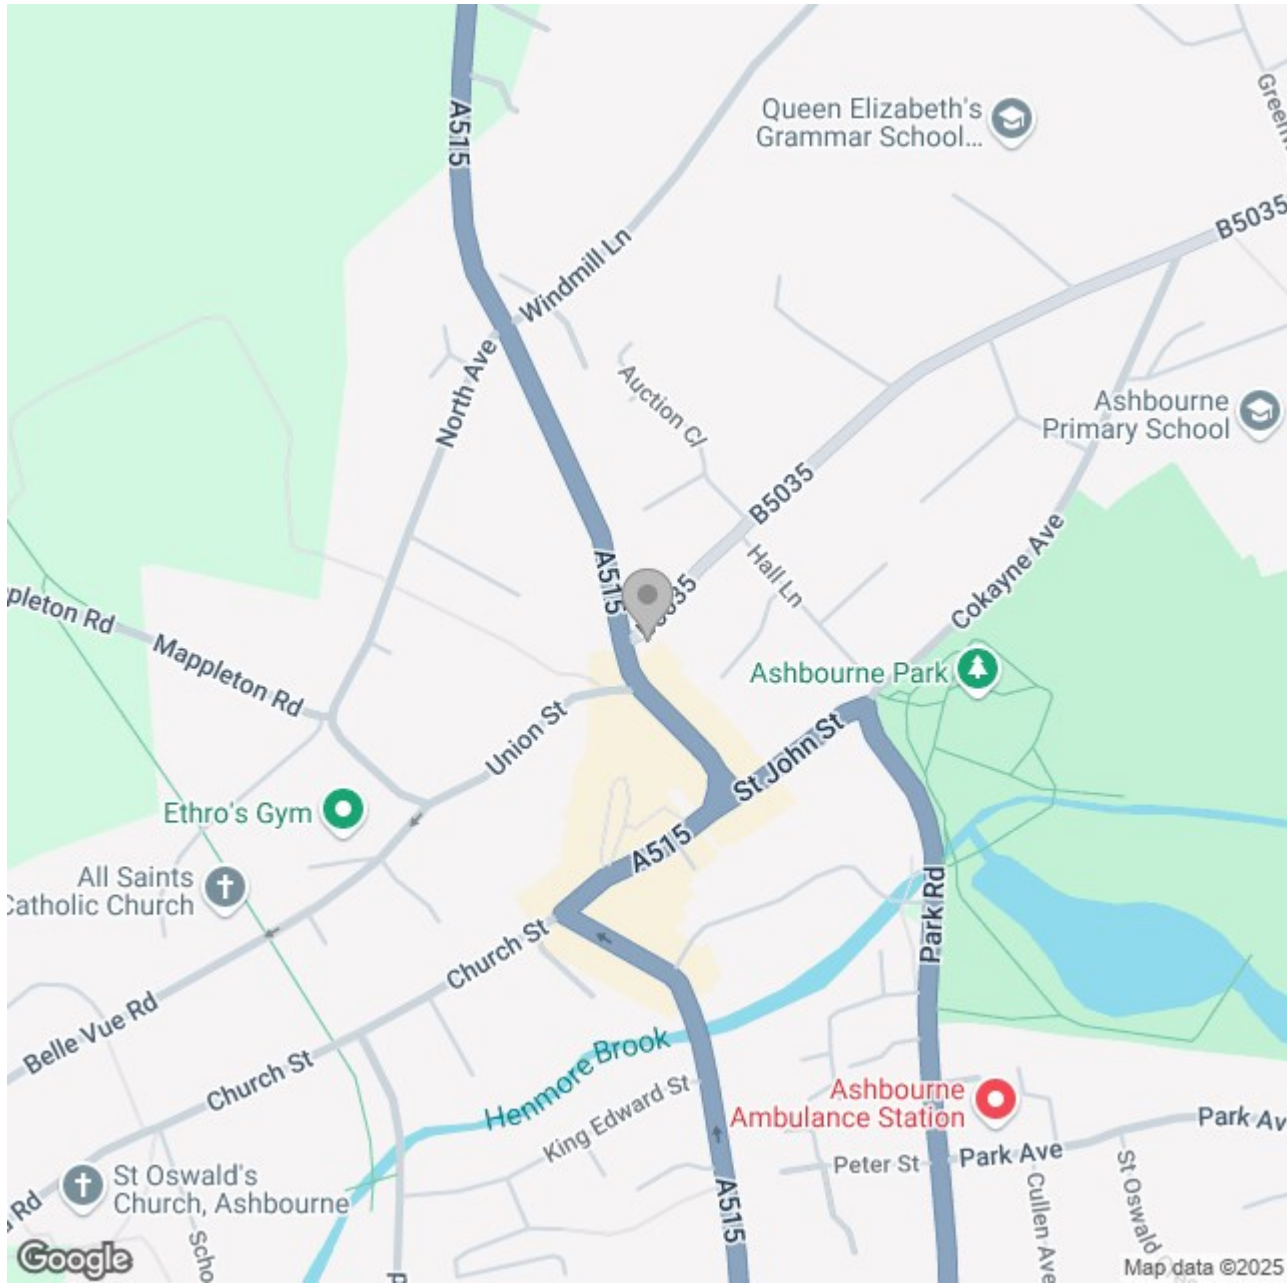 A515
Queen Elizabeth's
Grammar School...
Greenw
B5035
Windmill Ln
North Ave
Auction Cl
Ashbourne
Primary School
B5035
A515
Hall Ln
Cokayne Ave
pleton Rd
Mappleton Rd
Ashbourne Park
Union St
St John St
Ethro's Gym
A515
All Saints
Catholic Church
Park Rd
Church St
Belle Vue Rd
Henmore Brook
Church St
King Edward St
Ashbourne
Ambulance Station
Park Av
Peter St
Park Ave
St Oswald's
Church, Ashbourne
Rd
Scho
A515
Cullen Ave
St Oswald
Google
Map data ©2025